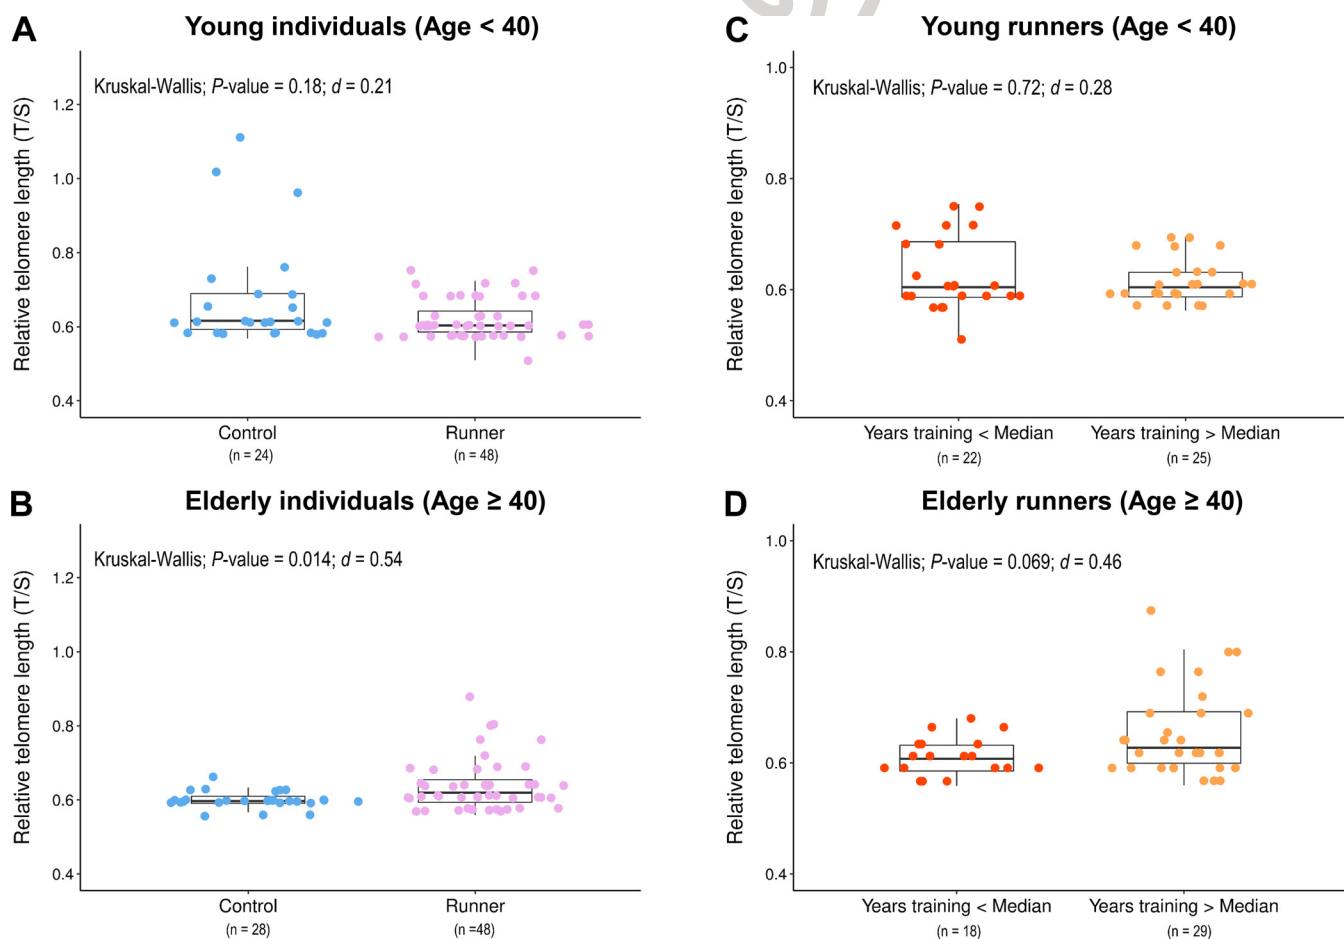 A
Young individuals (Age < 40)
Kruskal-Wallis; P-value = 0.18; d = 0.21
Relative telomere length (T/S)
1.2
1.0
0.8
0.6
0.4
Control
Runner
(n = 24)
(n = 48)
C
Young runners (Age < 40)
Kruskal-Wallis; P-value = 0.72; d = 0.28
Relative telomere length (T/S)
1.0
0.8
0.6
0.4
Years training < Median
Years training > Median
(n = 22)
(n = 25)
B
Elderly individuals (Age ≥ 40)
Kruskal-Wallis; P-value = 0.014; d = 0.54
Relative telomere length (T/S)
1.2
1.0
0.8
0.6
0.4
Control
Runner
(n = 28)
(n =48)
D
Elderly runners (Age ≥ 40)
Kruskal-Wallis; P-value = 0.069; d = 0.46
Relative telomere length (T/S)
1.0
0.8
0.6
0.4
Years training < Median
Years training > Median
(n = 18)
(n = 29)